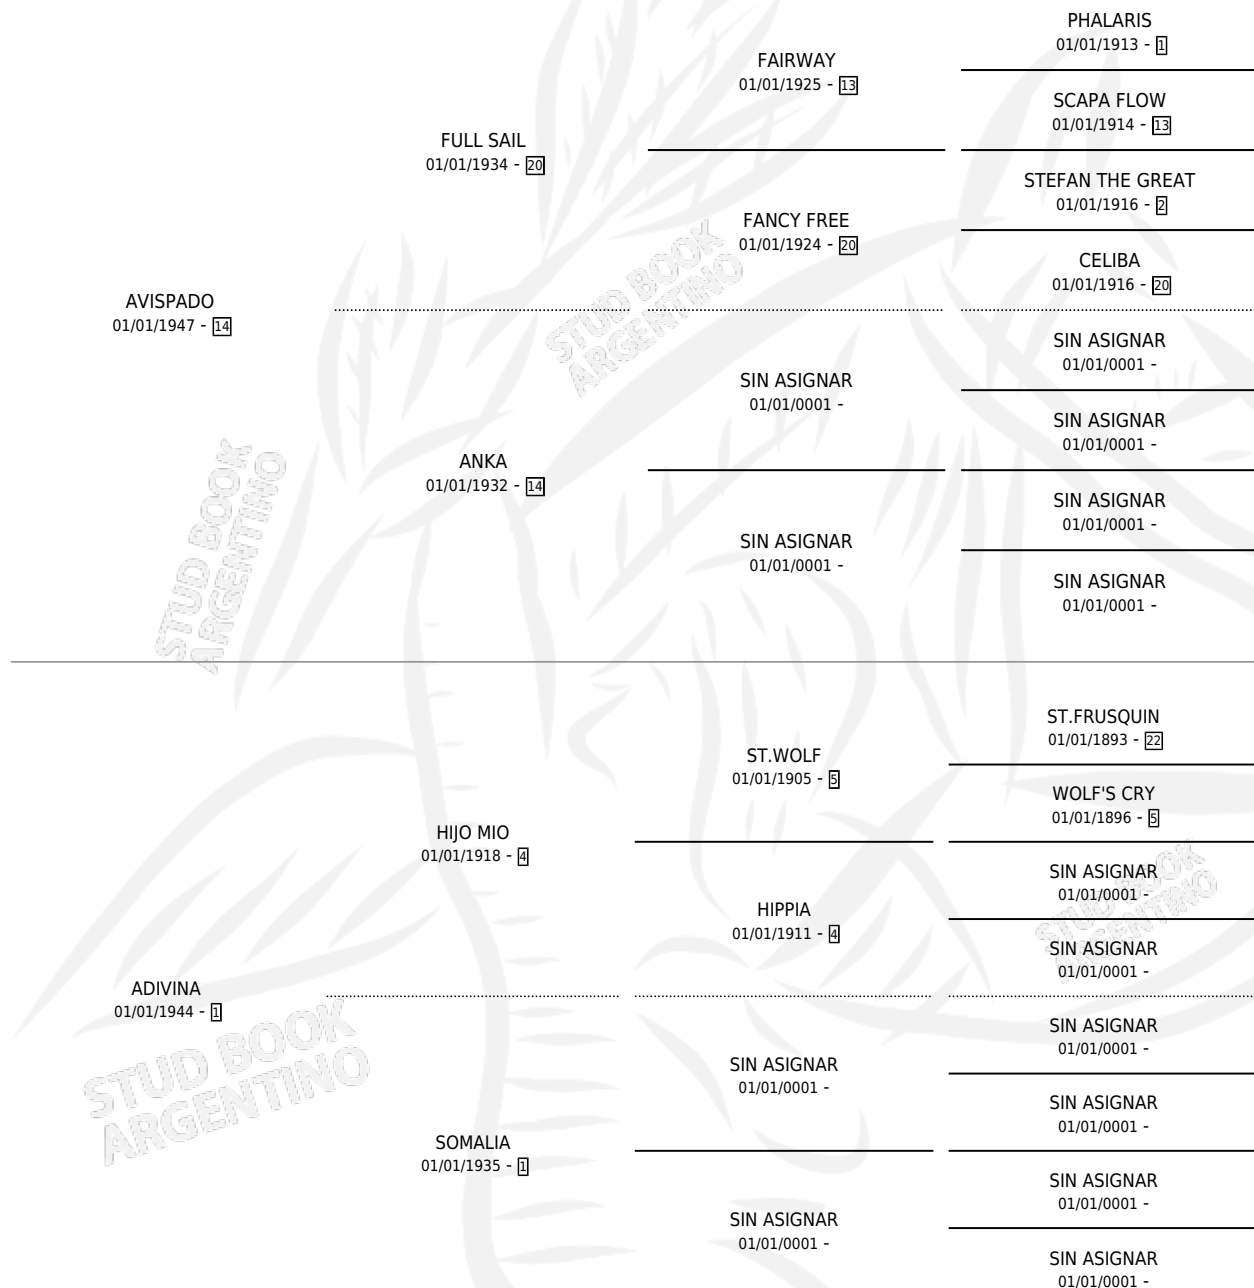 PHALARIS
01/01/1913 - 1
FAIRWAY
01/01/1925 - 13
SCAPA FLOW
01/01/1914 - 13
FULL SAIL
01/01/1934 - 20
STEFAN THE GREAT
01/01/1916 - 2
FANCY FREE
01/01/1924 - 20
CELIBA
01/01/1916 - 20
AVISPADO
01/01/1947 - 14
STUD BOOK
ARGENTINO
SIN ASIGNAR
01/01/0001 -
SIN ASIGNAR
01/01/0001 -
SIN ASIGNAR
01/01/0001 -
ANKA
01/01/1932 - 14
SIN ASIGNAR
01/01/0001 -
SIN ASIGNAR
01/01/0001 -
SIN ASIGNAR
01/01/0001 -
STUD BOOK
ARGENTINO
ST.FRUSQUIN
01/01/1893 - 22
ST.WOLF
01/01/1905 - 5
WOLF'S CRY
01/01/1896 - 5
HIJO MIO
01/01/1918 - 4
SIN ASIGNAR
01/01/0001 -
HIPPIA
01/01/1911 - 4
SIN ASIGNAR
01/01/0001 -
STUD BOOK
ARGENTINO
ADIVINA
01/01/1944 - 1
STUD BOOK
ARGENTINO
SIN ASIGNAR
01/01/0001 -
SIN ASIGNAR
01/01/0001 -
SIN ASIGNAR
01/01/0001 -
SOMALIA
01/01/1935 - 1
SIN ASIGNAR
01/01/0001 -
SIN ASIGNAR
01/01/0001 -
SIN ASIGNAR
01/01/0001 -